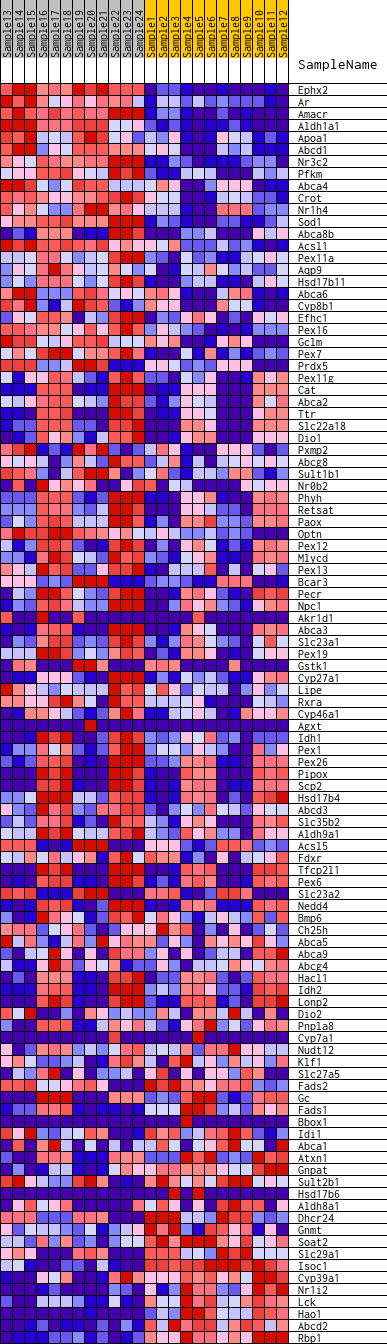 Sample13
Sample14
Sample15
Sample16
Sample17
Sample18
Sample19
Sample20
Sample21
Sample22
Sample23
Sample24
Sample1
Sample2
Sample3
Sample4
Sample5
Sample6
Sample7
Sample8
Sample9
Sample10
Sample11
Sample12
SampleName
Ephx2
Ar
Amacr
Aldh1a1
Apoa1
Abcd1
Nr3c2
Pfkm
Abca4
Crot
Nr1h4
Sod1
Abca8b
Acsl1
Pex11a
Aqp9
Hsd17b11
Abca6
Cyp8b1
Efhc1
Pex16
Gclm
Pex7
Prdx5
Pex11g
Cat
Abca2
Ttr
Slc22a18
Dio1
Pxmp2
Abcg8
Sult1b1
Nr0b2
Phyh
Retsat
Paox
Optn
Pex12
Mlycd
Pex13
Bcar3
Pecr
Npc1
Akr1d1
Abca3
Slc23a1
Pex19
Gstk1
Cyp27a1
Lipe
Rxra
Cyp46a1
Agxt
Idh1
Pex1
Pex26
Pipox
Scp2
Hsd17b4
Abcd3
Slc35b2
Aldh9a1
Acsl5
Fdxr
Tfcp2l1
Pex6
Slc23a2
Nedd4
Bmp6
Ch25h
Abca5
Abca9
Abcg4
Hacl1
Idh2
Lonp2
Dio2
Pnpla8
Cyp7a1
Nudt12
Klf1
Slc27a5
Fads2
Gc
Fads1
Bbox1
Idi1
Abca1
Atxn1
Gnpat
Sult2b1
Hsd17b6
Aldh8a1
Dhcr24
Gnmt
Soat2
Slc29a1
Isoc1
Cyp39a1
Nr1i2
Lck
Hao1
Abcd2
Rbp1